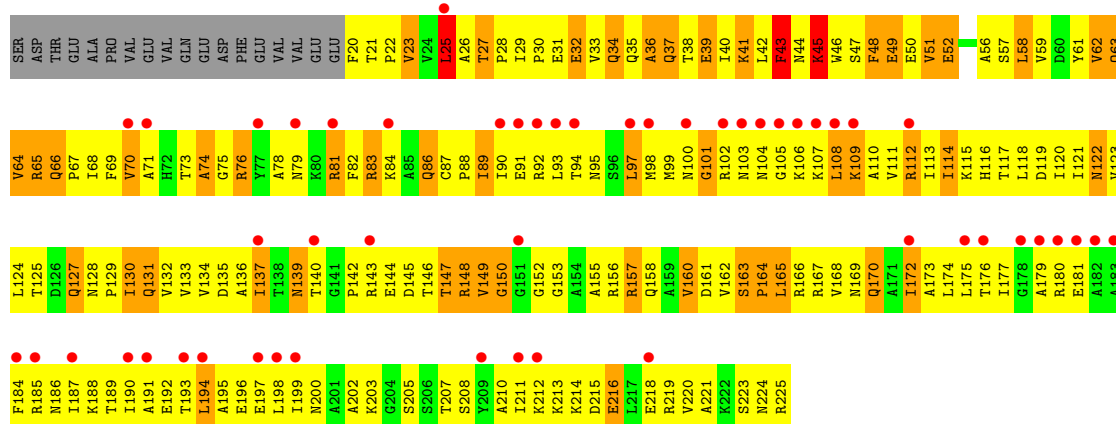 SER ASP THR GLU ALA PRO VAL GLU VAL GLN GLU ASP PHE GLU VAL VAL GLU GLU F20 T21 P22 V23 V24 L25 A26 T27 P28 I29 P30 E31 E32 V33 Q34 Q35 A36 Q37 T38 E39 I40 K41 L42 F43 N44 K45 W46 S47 F48 E49 E50 V51 E52 A56 S57 L58 V59 D60 Y61 V62 Q63
V64 R65 Q66 P67 I68 F69 V70 A71 H72 T73 A74 G75 R76 Y77 A78 N79 K80 R81 F82 R83 K84 A85 Q86 C87 P88 I89 I90 E91 R92 L93 T94 N95 S96 L97 M98 M99 N100 G101 R102 N103 N104 G105 K106 K107 L108 K109 A110 V111 R112 I113 I114 K115 H116 T117 L118 D119 I120 I121 N122 V123
L124 T125 D126 Q127 N128 P129 I130 Q131 V132 V133 V134 D135 A136 I137 T138 N139 T140 G141 P142 R143 E144 D145 T146 T147 R148 V149 G150 G151 G152 G153 A154 A155 R156 R157 Q158 A159 V160 D161 V162 S163 P164 L165 R166 R167 V168 N169 Q170 A171 I172 A173 L174 L175 T176 I177 G178 A179 R180 E181 A182 A183
F184 R185 N186 I187 K188 T189 I190 A191 E192 T193 L194 A195 E196 E197 L198 I199 N200 A201 A202 K203 G204 S205 S206 T207 S208 Y209 A210 I211 K212 K213 K214 D215 E216 L217 E218 R219 V220 A221 K222 S223 N224 R225